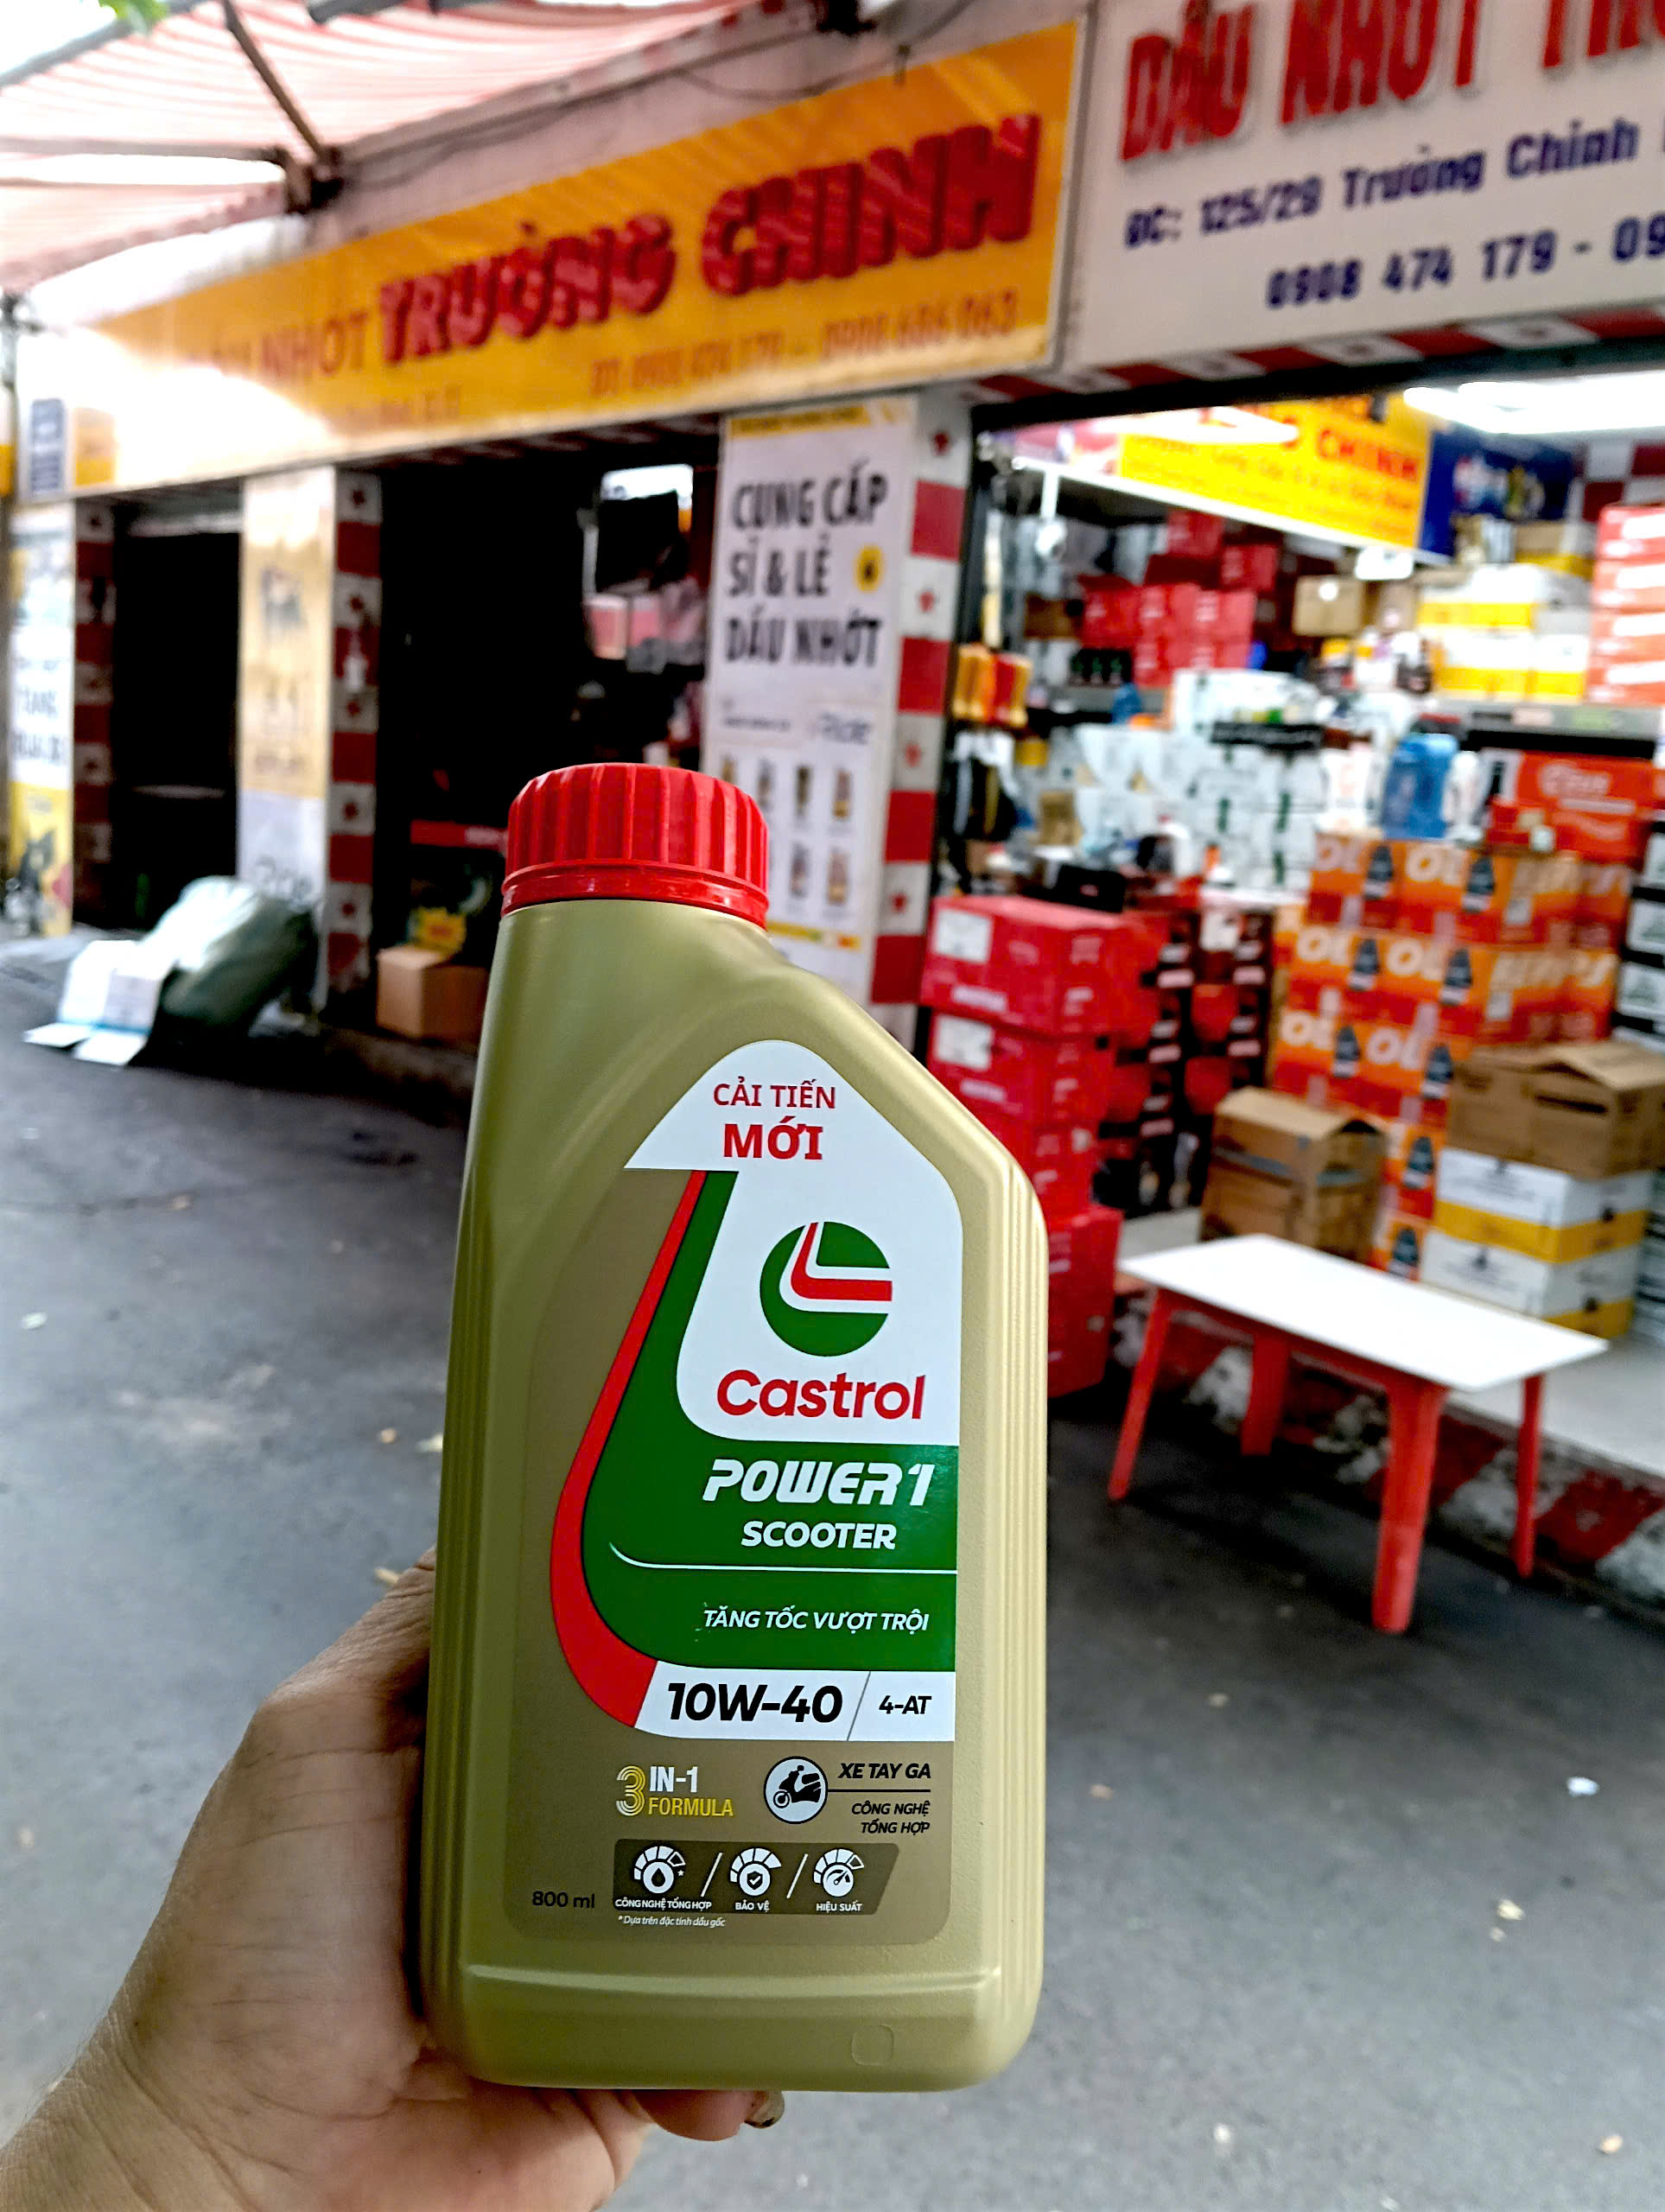 DẦU NHỚT
ĐC: 125/29 Trường Chinh
0908 474 179 - 09
NHỚT TRƯỜNG CHINH
CUNG CẤP
SỈ & LẺ
DẦU NHỚT
CHINH
CẢI TIẾN
MỚI
Castrol
POWER1
SCOOTER
TĂNG TỐC VƯỢT TRỘI
10W-40
4-AT
3 IN-1
FORMULA
XE TAY GA
CÔNG NGHỆ
TỔNG HỢP
800 ml
CÔNG NGHỆ TỔNG HỢP
BẢO VỆ
HIỆU SUẤT
* Dựa trên đặc tính dầu gốc